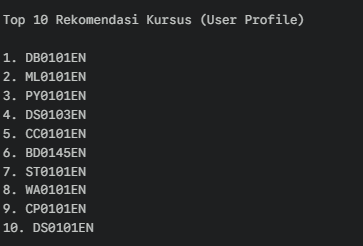 Top 10 Rekomendasi Kursus (User Profile)
1. DB0101EN
2. ML0101EN
3. PY0101EN
4. DS0103EN
5. CC0101EN
6. BD0145EN
7. ST0101EN
8. WA0101EN
9. CP0101EN
10. DS0101EN